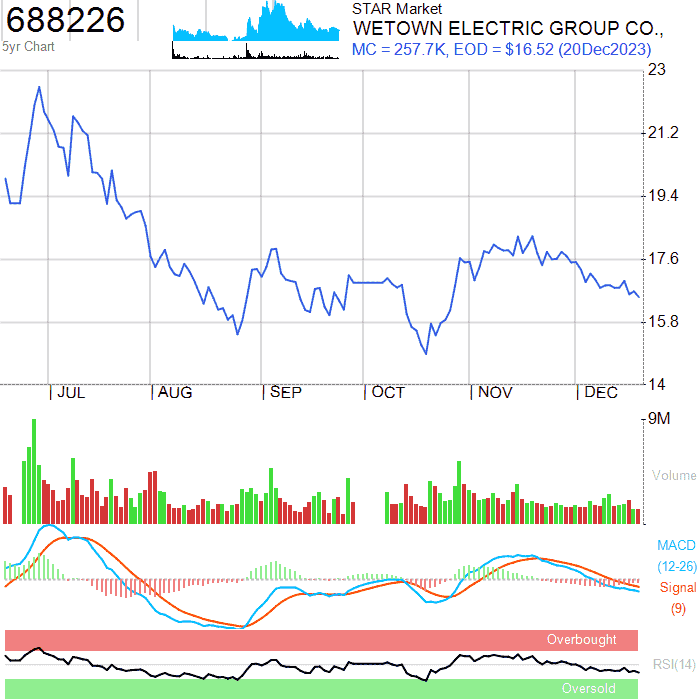 688226
5yr Chart
STAR Market
WETOWN ELECTRIC GROUP CO.,
MC = 257.7K, EOD = $16.52 (20Dec2023)
23
21.2
19.4
17.6
15.8
14
JUL
AUG
SEP
OCT
NOV
DEC
9M
Volume
MACD
(12-26)
Signal
(9)
Overbought
RSI(14)
Oversold